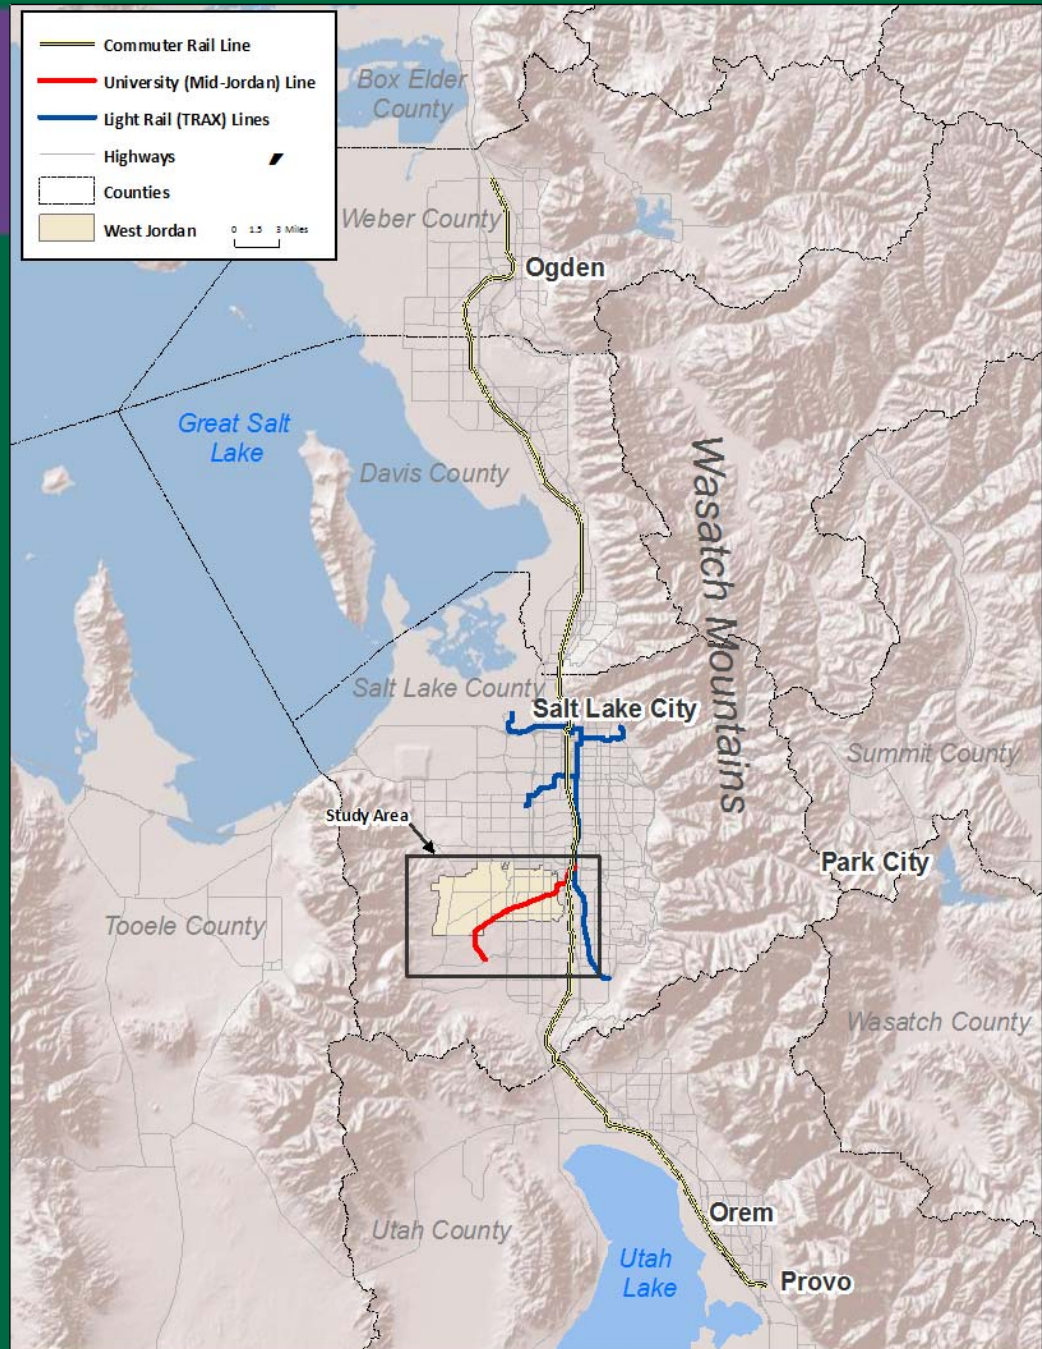 Commuter Rail Line
University (Mid-Jordan) Line
Light Rail (TRAX) Lines
Highways
Counties
West Jordan
0 1.5 3 Miles
Box Elder
County
Weber County
Ogden
Great Salt
Lake
Davis County
Wasatch Mountains
Salt Lake County
Salt Lake City
Summit County
Study Area
Park City
Tooele County
Wasatch County
Orem
Utah County
Utah
Lake
Provo